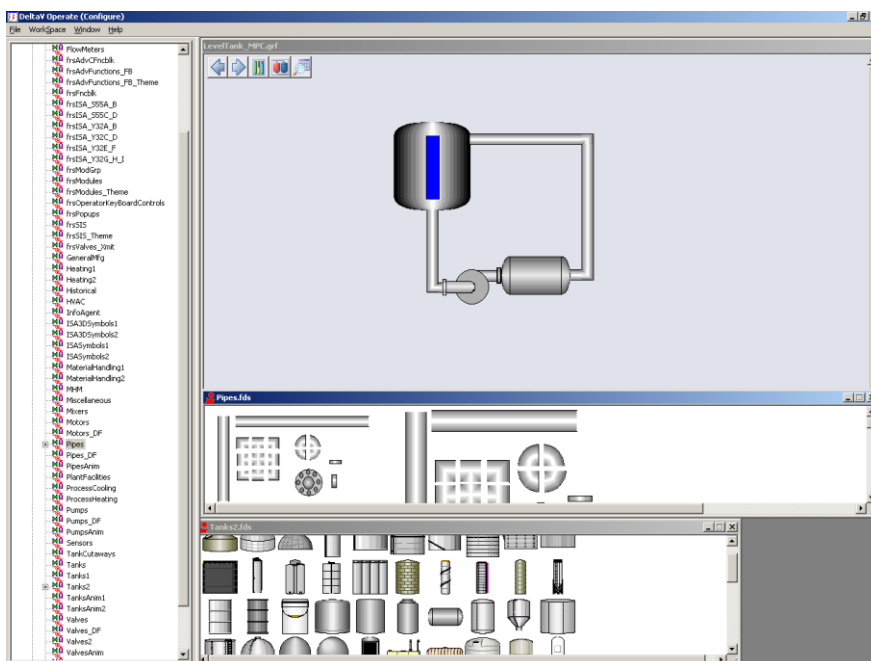 DeltaV Operate (Configure)
File WorkSpace Window Help
FlowMeters
frsAdvCFncblk
frsAdvFunctions_FB
frsAdvFunctions_FB_Theme
frsFncblk
frsISA_S55A_B
frsISA_S55C_D
frsISA_Y32A_B
frsISA_Y32C_D
frsISA_Y32E_F
frsISA_Y32G_H_I
frsModGrp
frsModules
frsModules_Theme
frsOperatorKeyBoardControls
frsPopups
frsSIS
frsSIS_Theme
frsValves_Xmit
GeneralMfg
Heating1
Heating2
Historical
HVAC
InfoAgent
ISA3DSymbols1
ISA3DSymbols2
ISASymbols1
ISASymbols2
MaterialHandling1
MaterialHandling2
MHM
Miscellaneous
Mixers
Motors
Motors_DF
Pipes
Pipes_DF
PipesAnim
PlantFacilities
ProcessCooling
ProcessHeating
Pumps
Pumps_DF
PumpsAnim
Sensors
TankCutaways
Tanks
Tanks1
Tanks2
TanksAnim1
TanksAnim2
Valves
Valves_DF
Valves2
ValvesAnim
LevelTank_MPC.grf
Pipes.fds
Tanks2.fds